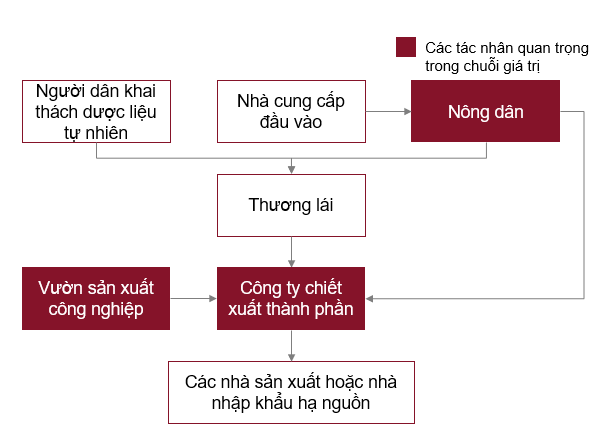 Các tác nhân quan trọng
trong chuỗi giá trị
Người dân khai
thác dược liệu
tự nhiên
Nhà cung cấp
đầu vào
Nông dân
Thương lái
Vườn sản xuất
công nghiệp
Công ty chiết
xuất thành phần
Các nhà sản xuất hoặc nhà
nhập khẩu hạ nguồn